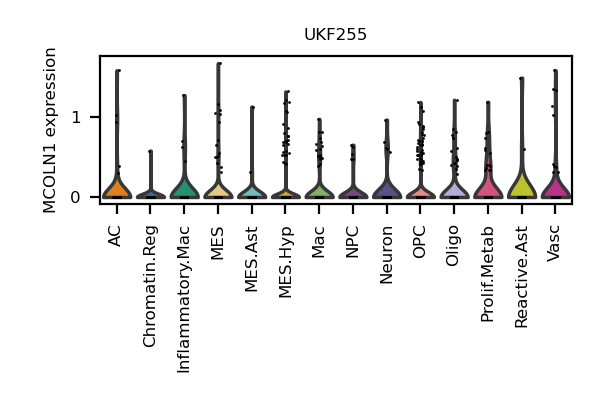 UKF255
MCOLN1 expression
1
0
AC
Chromatin.Reg
Inflammatory.Mac
MES
MES.Ast
MES.Hyp
Mac
NPC
Neuron
OPC
Oligo
Prolif.Metab
Reactive.Ast
Vasc